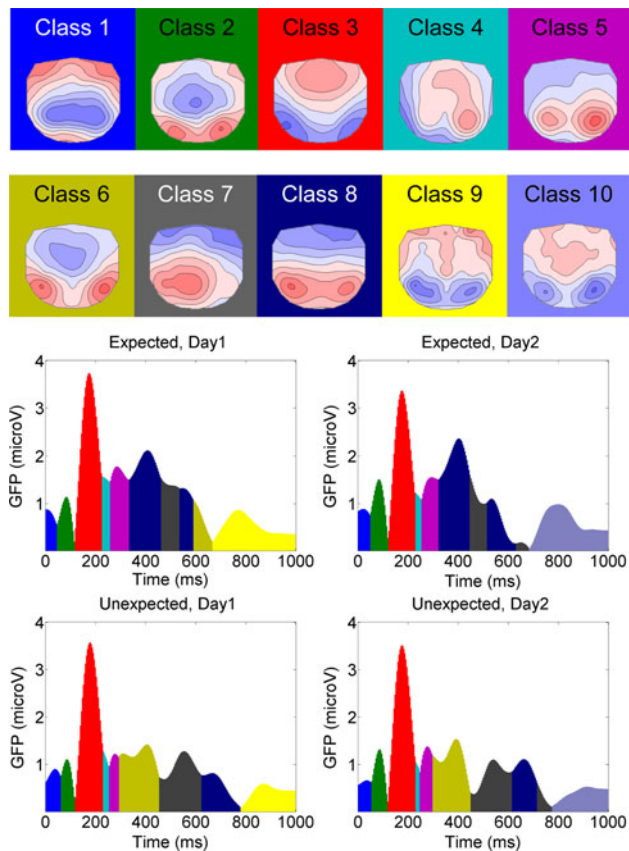 Class 1 Class 2 Class 3 Class 4 Class 5
Class 6 Class 7 Class 8 Class 9 Class 10
Expected, Day1
4
3
2
1
GFP (microV)
0 200 400 600 800 1000
Time (ms)
Expected, Day2
4
3
2
1
GFP (microV)
0 200 400 600 800 1000
Time (ms)
Unexpected, Day1
4
3
2
1
GFP (microV)
0 200 400 600 800 1000
Time (ms)
Unexpected, Day2
4
3
2
1
GFP (microV)
0 200 400 600 800 1000
Time (ms)